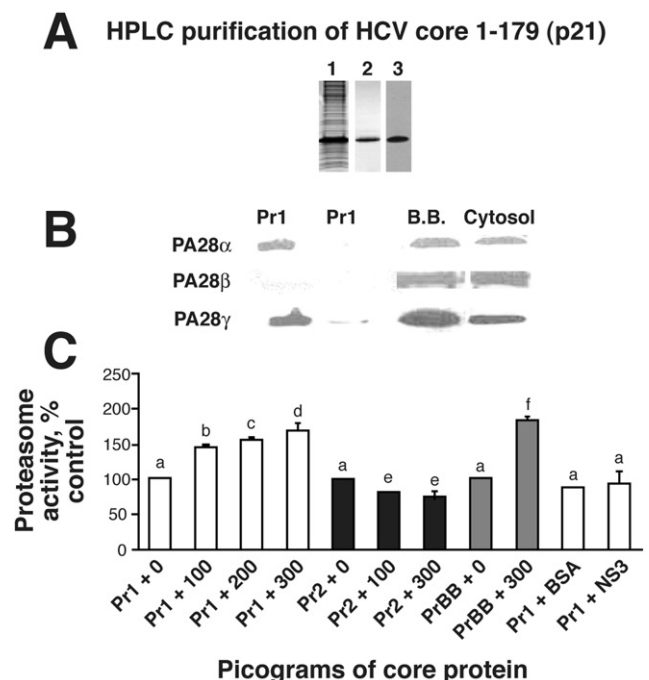 A HPLC purification of HCV core 1-179 (p21)
1 2 3
B
Pr1 Pr1 B.B. Cytosol
PA28α
PA28β
PA28γ
C
Proteasome
activity, %
control
250
200
150
100
50
0
a b c d a e e a f a a
Pr1 + 0
Pr1 + 100
Pr1 + 200
Pr1 + 300
Pr2 + 0
Pr2 + 100
Pr2 + 300
PrBB + 0
PrBB + 300
Pr1 + BSA
Pr1 + NS3
Picograms of core protein